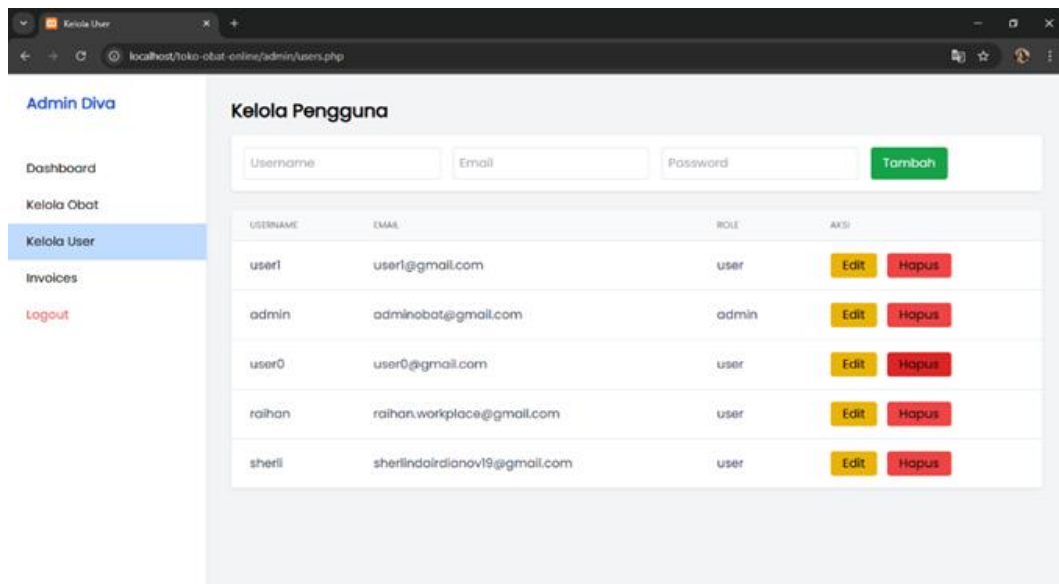 Kelola User
localhost/toko-obat-online/admin/users.php
Admin Diva
Dashboard
Kelola Obat
Kelola User
Invoices
Logout
Kelola Pengguna
Username Email Password Tambah
USERNAME EMAIL ROLE AKSI
user1 user1@gmail.com user Edit Hapus
admin adminobat@gmail.com admin Edit Hapus
user0 user0@gmail.com user Edit Hapus
raihan raihan.workplace@gmail.com user Edit Hapus
sherli sherlindairdianov19@gmail.com user Edit Hapus